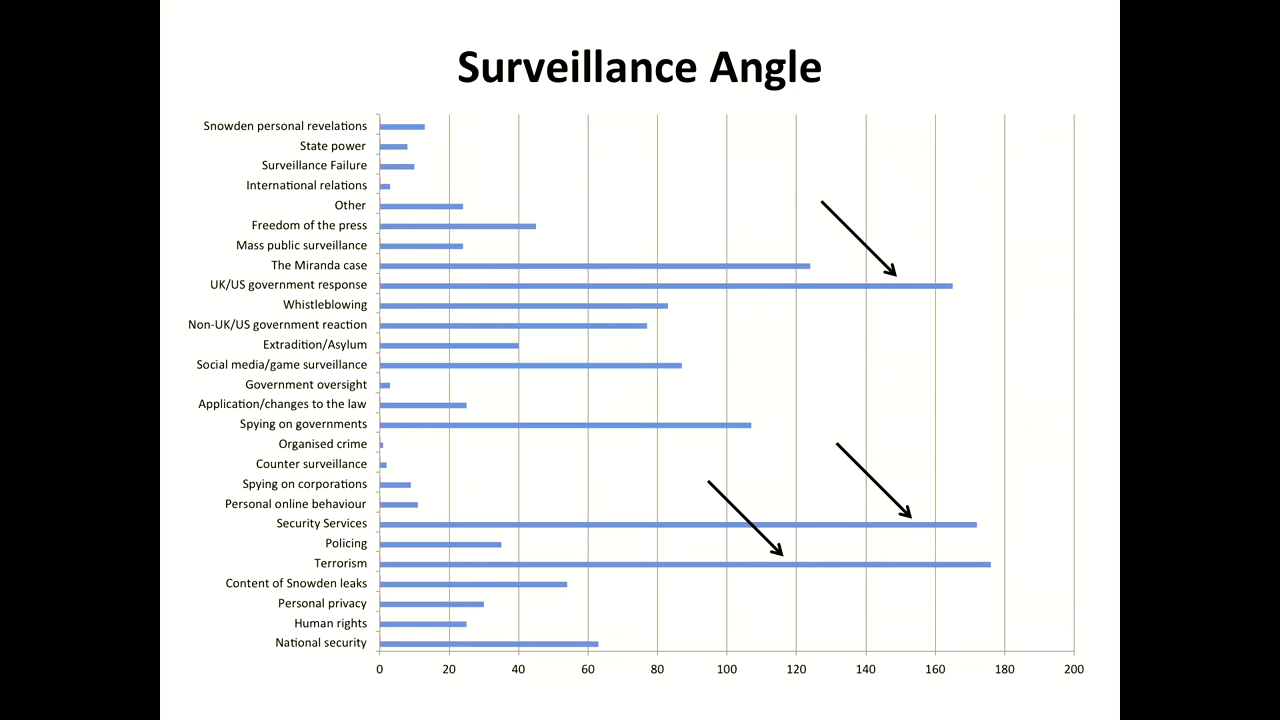 Surveillance Angle
Snowden personal revelations
State power
Surveillance Failure
International relations
Other
Freedom of the press
Mass public surveillance
The Miranda case
UK/US government response
Whistleblowing
Non-UK/US government reaction
Extradition/Asylum
Social media/game surveillance
Government oversight
Application/changes to the law
Spying on governments
Organised crime
Counter surveillance
Spying on corporations
Personal online behaviour
Security Services
Policing
Terrorism
Content of Snowden leaks
Personal privacy
Human rights
National security
0 20 40 60 80 100 120 140 160 180 200